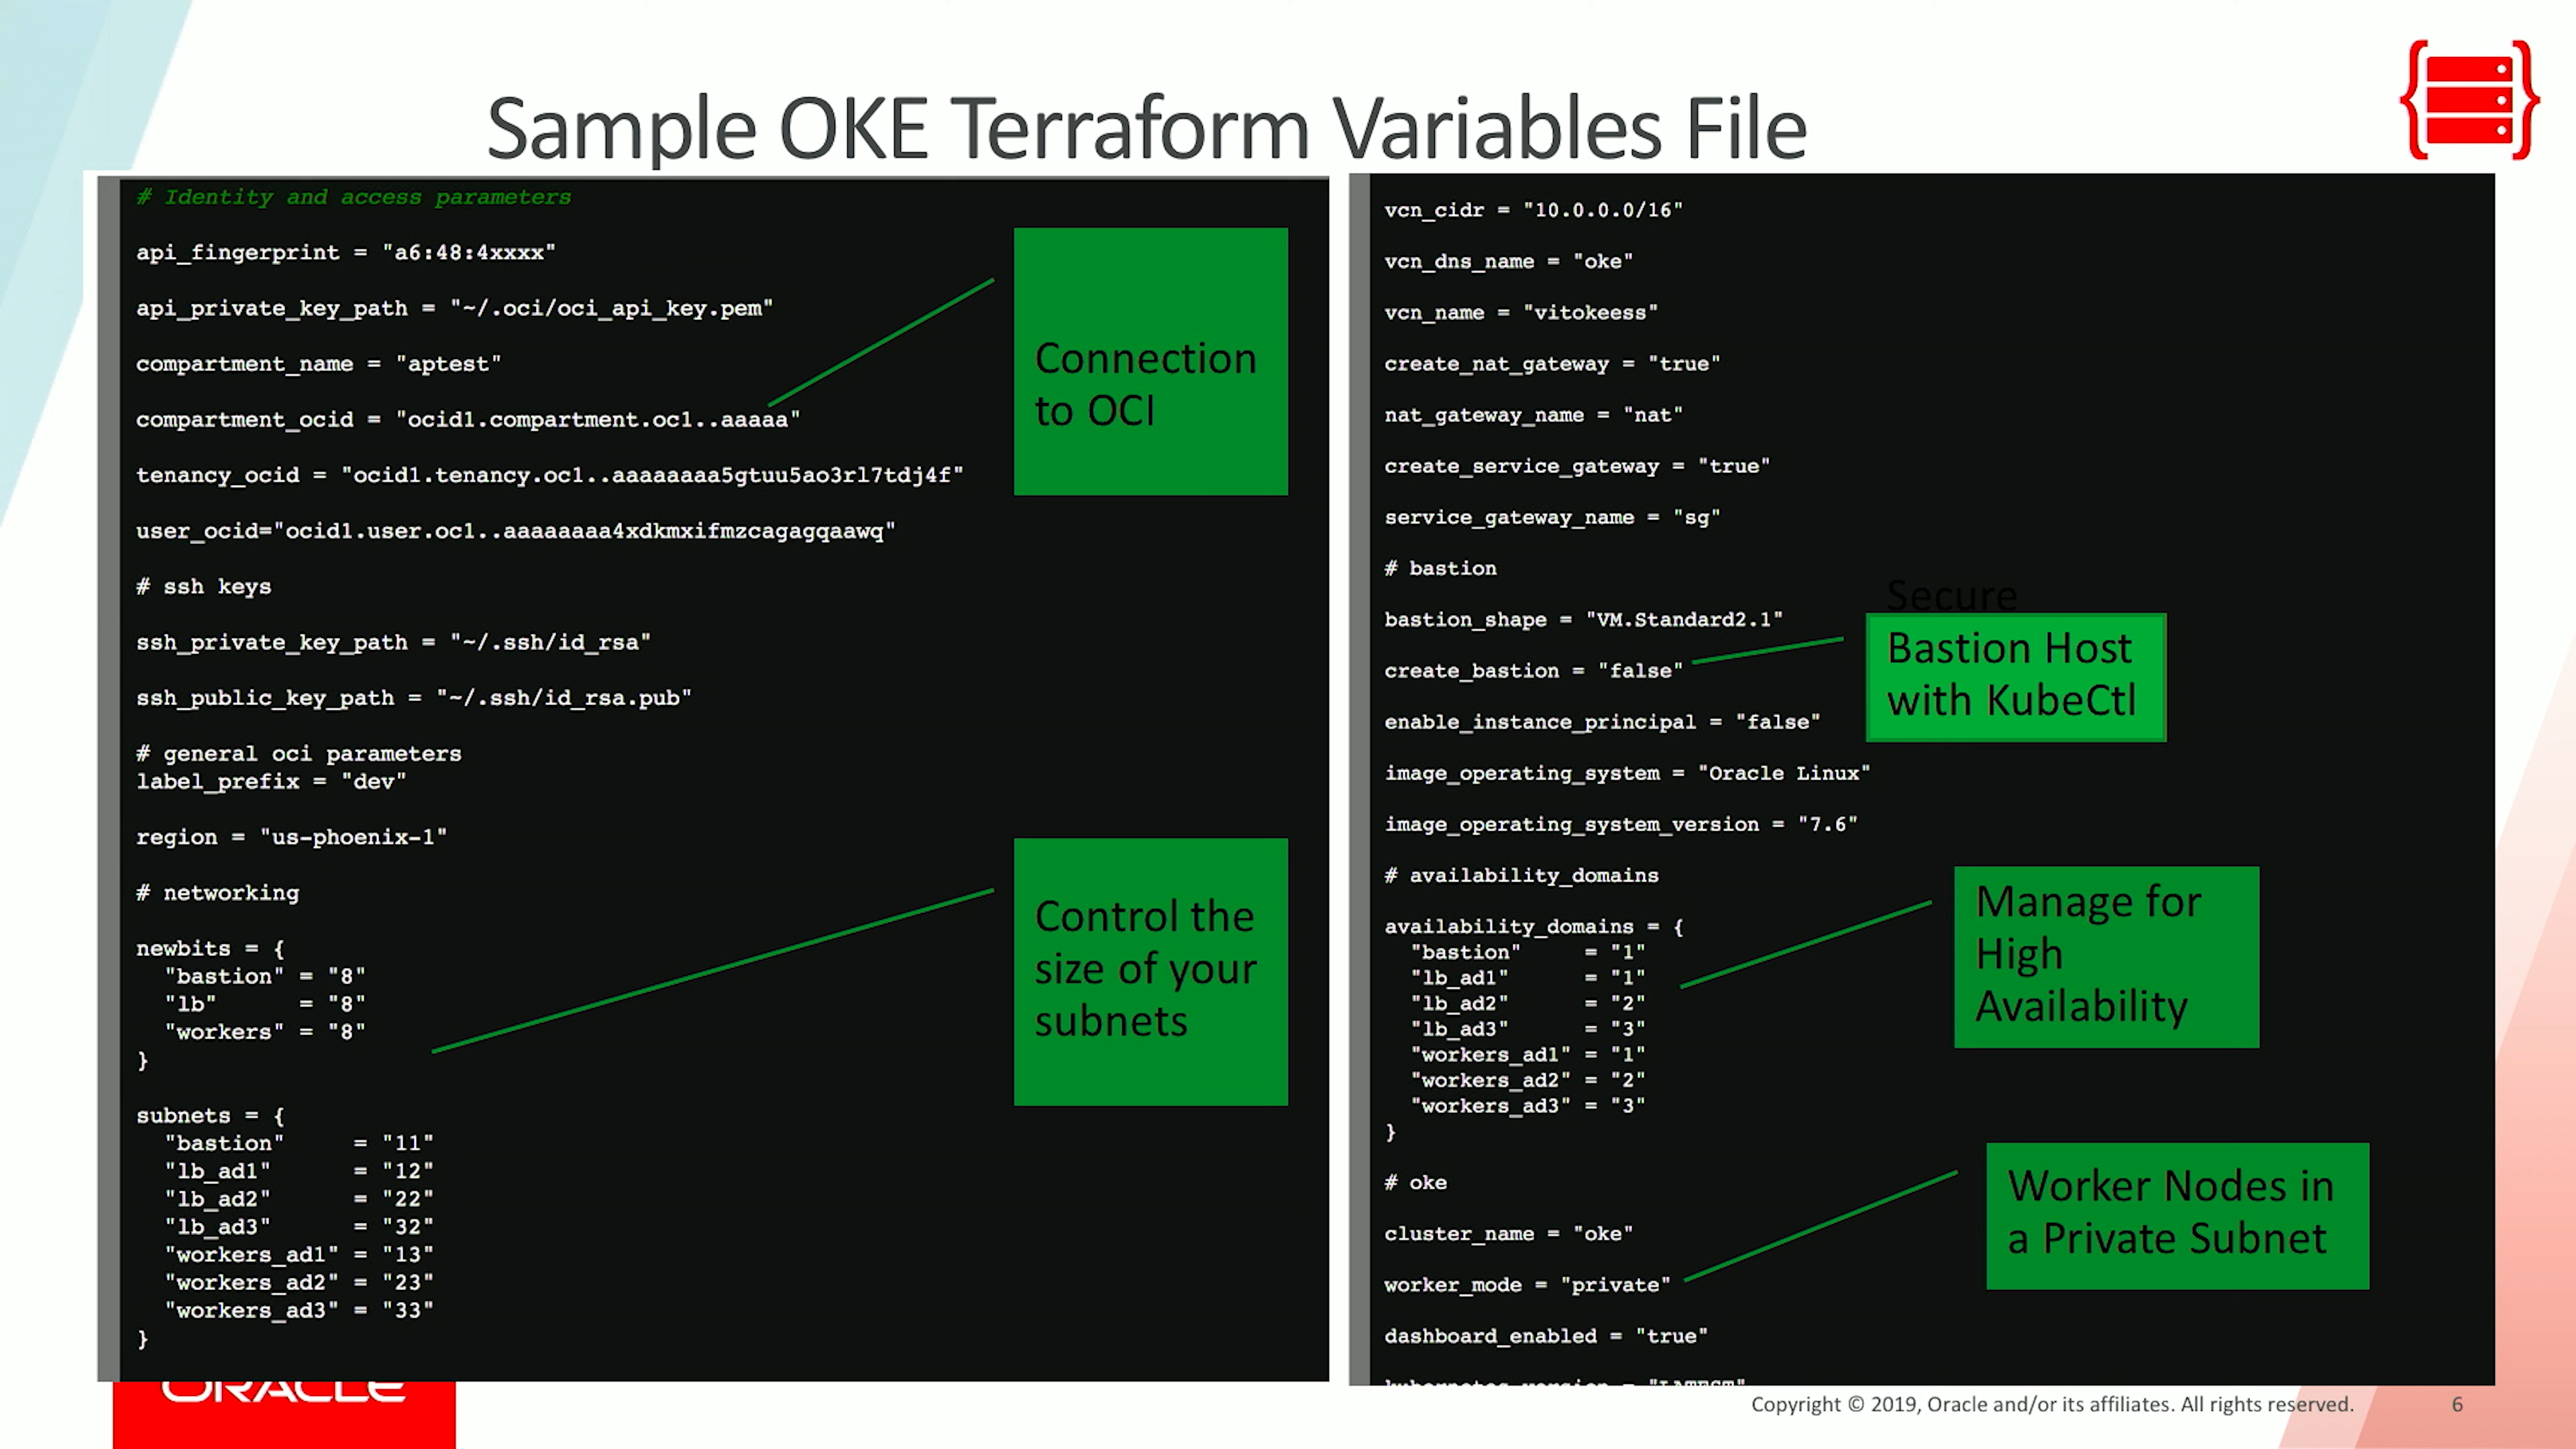 Sample OKE Terraform Variables File
# Identity and access parameters
api_fingerprint = "a6:48:4xxxx"
api_private_key_path = "~/.oci/oci_api_key.pem"
compartment_name = "aptest"
compartment_ocid = "ocid1.compartment.oc1..aaaaa"
tenancy_ocid = "ocid1.tenancy.oc1..aaaaaaaa5gtuu5ao3rl7tdj4f"
user_ocid="ocid1.user.oc1..aaaaaaaa4xdkmxifmzcagagqaawq"
# ssh keys
ssh_private_key_path = "~/.ssh/id_rsa"
ssh_public_key_path = "~/.ssh/id_rsa.pub"
# general oci parameters
label_prefix = "dev"
region = "us-phoenix-1"
# networking
newbits = {
"bastion" = "8"
"lb" = "8"
"workers" = "8"
}
subnets = {
"bastion" = "11"
"lb_ad1" = "12"
"lb_ad2" = "22"
"lb_ad3" = "32"
"workers_ad1" = "13"
"workers_ad2" = "23"
"workers_ad3" = "33"
}
Connection
to OCI
Control the
size of your
subnets
vcn_cidr = "10.0.0.0/16"
vcn_dns_name = "oke"
vcn_name = "vitokeess"
create_nat_gateway = "true"
nat_gateway_name = "nat"
create_service_gateway = "true"
service_gateway_name = "sg"
# bastion
bastion_shape = "VM.Standard2.1"
create_bastion = "false"
enable_instance_principal = "false"
image_operating_system = "Oracle Linux"
image_operating_system_version = "7.6"
# availability_domains
availability_domains = {
"bastion" = "1"
"lb_ad1" = "1"
"lb_ad2" = "2"
"lb_ad3" = "3"
"workers_ad1" = "1"
"workers_ad2" = "2"
"workers_ad3" = "3"
}
# oke
cluster_name = "oke"
worker_mode = "private"
dashboard_enabled = "true"
kubernetes_version = "LATEST"
Secure
Bastion Host
with KubeCtl
Manage for
High
Availability
Worker Nodes in
a Private Subnet
ORACLE
Copyright © 2019, Oracle and/or its affiliates. All rights reserved.
6